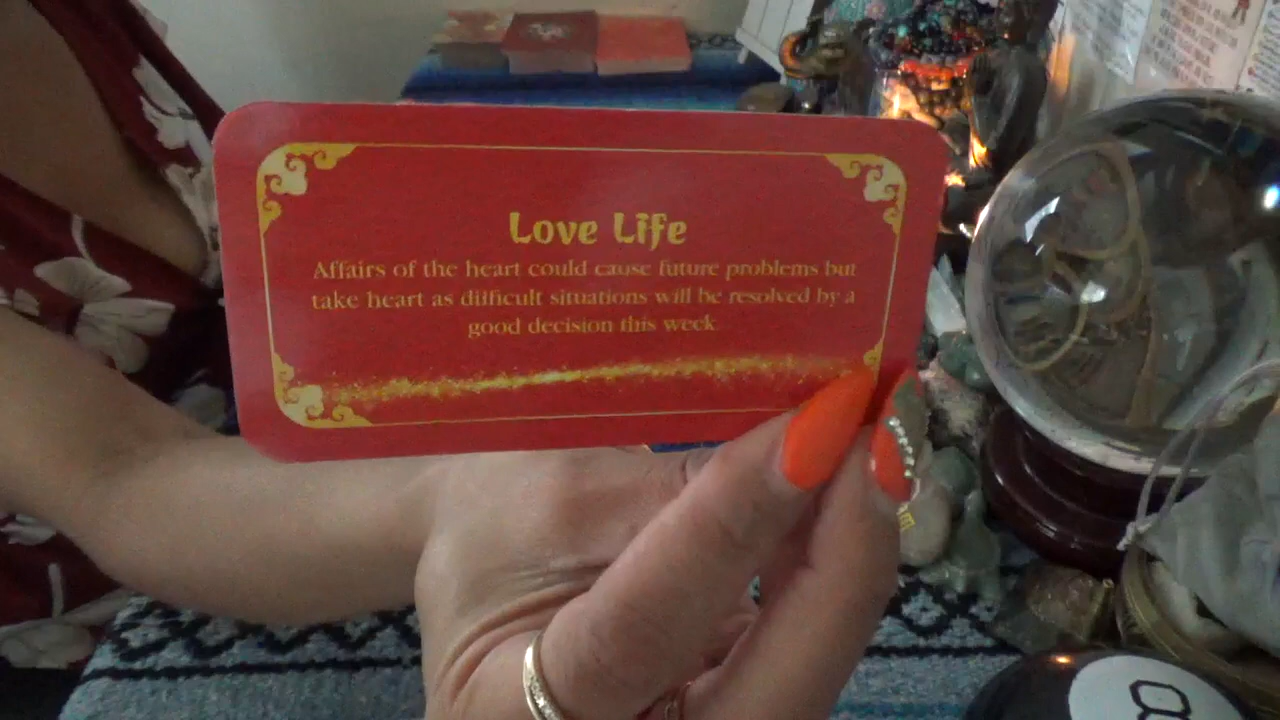 Love Life
Affairs of the heart could cause future problems but
take heart as difficult situations will be resolved by a
good decision this week.
8